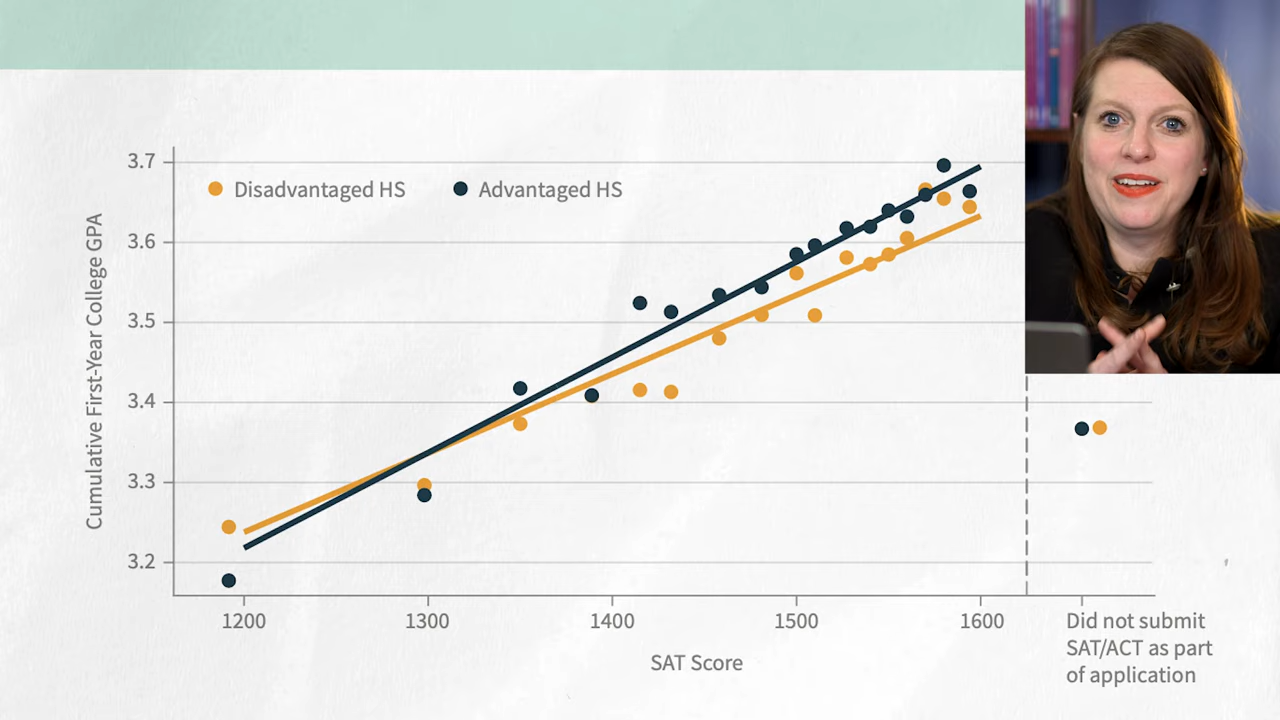 Disadvantaged HS
Advantaged HS
Cumulative First-Year College GPA
3.7
3.6
3.5
3.4
3.3
3.2
1200
1300
1400
1500
1600
SAT Score
Did not submit
SAT/ACT as part
of application